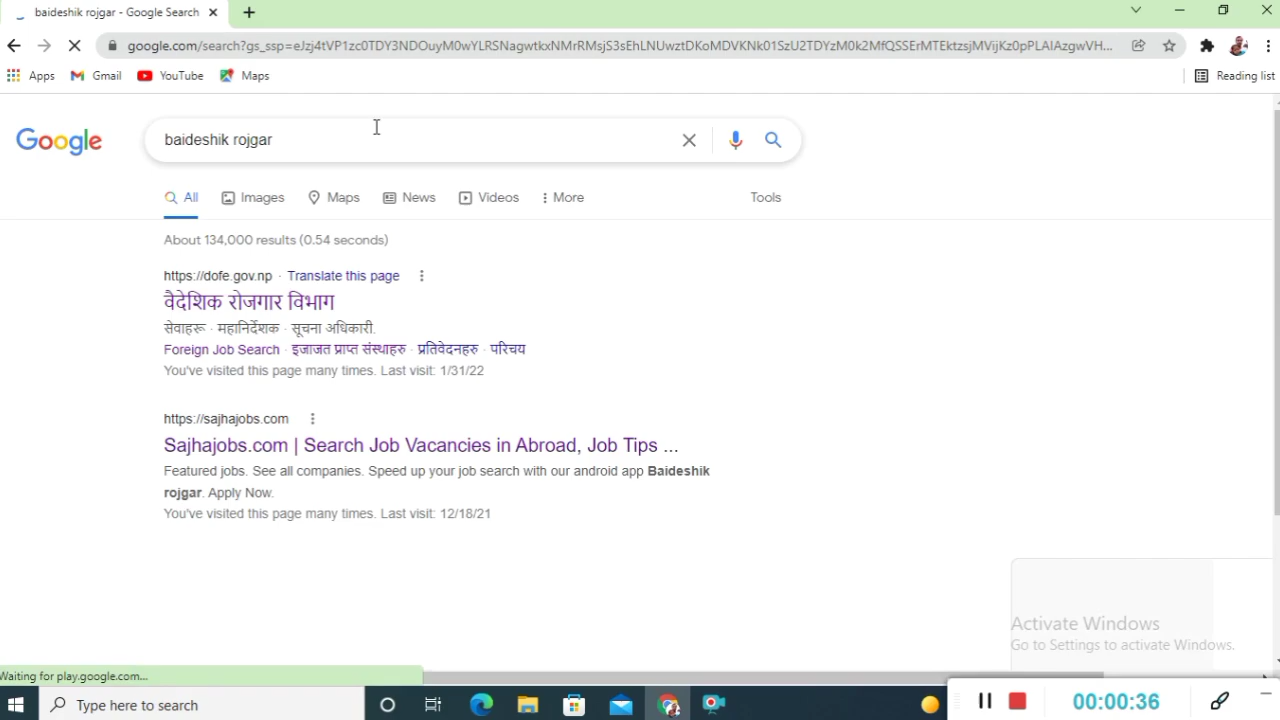 baideshik rojgar - Google Search
google.com/search?gs_ssp=eJzj4tVP1zc0TDY3NDOuyM0wYLRSNagwtkxNMrRMsjS3sEhLNUwztDKoMDVKNk01SzU2TDYzM0k2MfQSSErMTEktzsjMVijKz0pPLAIAzgwVH...
Apps Gmail YouTube Maps Reading list
Google baideshik rojgar
All Images Maps News Videos More Tools
About 134,000 results (0.54 seconds)
https://dofe.gov.np · Translate this page
वैदेशिक रोजगार विभाग
सेवाहरू · महानिर्देशक · सूचना अधिकारी.
Foreign Job Search · इजाजत प्राप्त संस्थाहरु · प्रतिवेदनहरु · परिचय
You've visited this page many times. Last visit: 1/31/22
https://sajhajobs.com
Sajhajobs.com | Search Job Vacancies in Abroad, Job Tips ...
Featured jobs. See all companies. Speed up your job search with our android app Baideshik
rojgar. Apply Now.
You've visited this page many times. Last visit: 12/18/21
Activate Windows
Go to Settings to activate Windows.
Waiting for play.google.com...
Type here to search 00:00:36